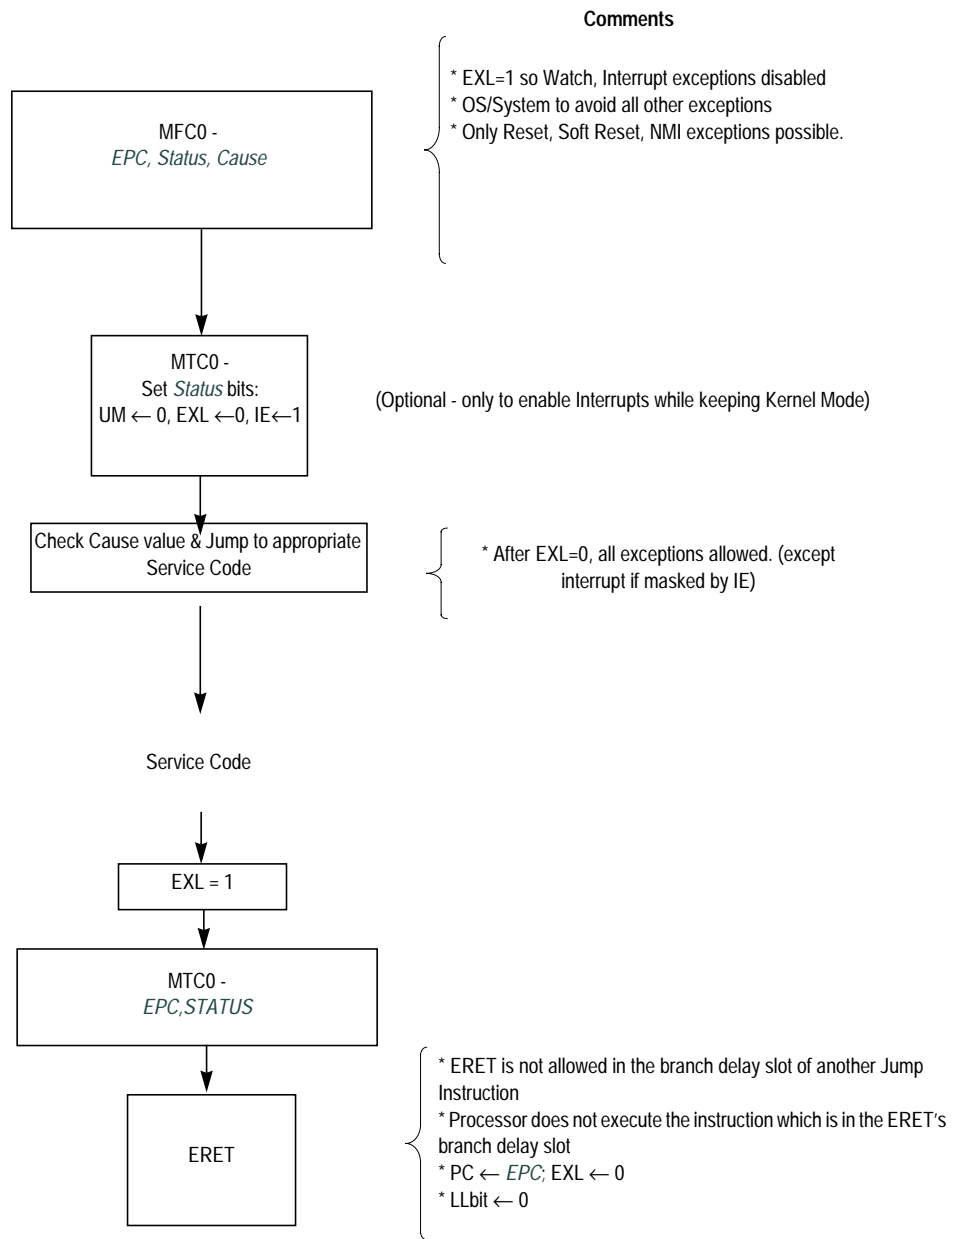 Comments
* EXL=1 so Watch, Interrupt exceptions disabled
* OS/System to avoid all other exceptions
* Only Reset, Soft Reset, NMI exceptions possible.
MFC0 -
EPC, Status, Cause
MTC0 -
Set Status bits:
UM ← 0, EXL ←0, IE←1
(Optional - only to enable Interrupts while keeping Kernel Mode)
Check Cause value & Jump to appropriate
Service Code
* After EXL=0, all exceptions allowed. (except
interrupt if masked by IE)
Service Code
EXL = 1
MTC0 -
EPC,STATUS
ERET
* ERET is not allowed in the branch delay slot of another Jump
Instruction
* Processor does not execute the instruction which is in the ERET's
branch delay slot
* PC ← EPC; EXL ← 0
* LLbit ← 0